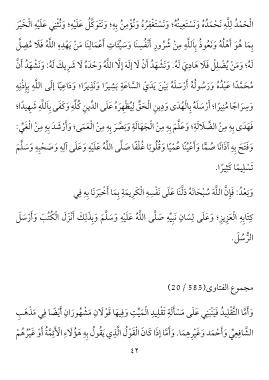 الْحَمْدُ لِلَّهِ نَحْمَدُهُ وَنَسْتَعِينُهُ؛ وَنَسْتَغْفِرُهُ وَنُؤْمِنُ بِهِ؛ وَنَتَوَكَّلُ عَلَيْهِ؛ وَنُثْنِي عَلَيْهِ الْخَيْرَ
بِمَا هُوَ أَهْلُهُ وَنَعُوذُ بِاَللَّهِ مِنْ شُرُورِ أَنْفُسِنَا وَسَيِّئَاتِ أَعْمَالِنَا مَنْ يَهْدِهِ اللَّهُ فَلَا مُضِلَّ
لَهُ؛ وَمَنْ يُضْلِلْ فَلَا هَادِيَ لَهُ. وَنَشْهَدُ أَنْ لَا إلَهَ إلَّا اللَّهُ وَحْدَهُ لَا شَرِيكَ لَهُ؛ وَنَشْهَدُ أَنَّ
مُحَمَّدًا عَبْدُهُ وَرَسُولُهُ أَرْسَلَهُ بَيْنَ يَدَيْ السَّاعَةِ بَشِيرًا وَنَذِيرًا؛ وَدَاعِيًا إلَى اللَّهِ بِإِذْنِهِ
وَسِرَاجًا مُنِيرًا؛ أَرْسَلَهُ بِالْهُدَى وَدِينِ الْحَقِّ لِيُظْهِرَهُ عَلَى الدِّينِ كُلِّهِ وَكَفَى بِاَللَّهِ شَهِيدًا؛
فَهَدَى بِهِ مِنْ الضَّلَالَةِ؛ وَعَلَّمَ بِهِ مِنْ الْجَهَالَةِ وَبَصَّرَ بِهِ مِنْ الْعَمَى؛ وَأَرْشَدَ بِهِ مِنْ الْغَيِّ؛
وَفَتَحَ بِهِ آذَانًا صُمًّا وَأَعْيُنًا عُمْيًا وَقُلُوبًا غُلْفًا صَلَّى اللَّهُ عَلَيْهِ وَعَلَى آلِهِ وَصَحْبِهِ وَسَلَّمَ
تَسْلِيمًا كَثِيرًا.
وَبَعْدُ: فَإِنَّ اللَّهَ سُبْحَانَهُ دَلَّنَا عَلَى نَفْسِهِ الْكَرِيمَةِ بِمَا أَخْبَرَنَا بِهِ فِي
كِتَابِهِ الْعَزِيزِ؛ وَعَلَى لِسَانِ نَبِيِّهِ صَلَّى اللَّهُ عَلَيْهِ وَسَلَّمَ وَبِذَلِكَ أَنْزَلَ الْكُتُبَ وَأَرْسَلَ
الرُّسُلَ.
مجموع الفتاوى (585 / 20)
وَأَمَّا التَّقْلِيدُ فَيَنْبَنِي عَلَى مَسْأَلَةِ تَقْلِيدِ الْمَيِّتِ وَفِيهَا قَوْلَانِ مَشْهُورَانِ أَيْضًا فِي مَذْهَبِ
الشَّافِعِيِّ وَأَحْمَد وَغَيْرِهِمَا. وَأَمَّا إذَا كَانَ الْقَوْلُ الَّذِي يَقُولُ بِهِ هَؤُلَاءِ الْأَئِمَّةُ أَوْ غَيْرُهُمْ
٤٢